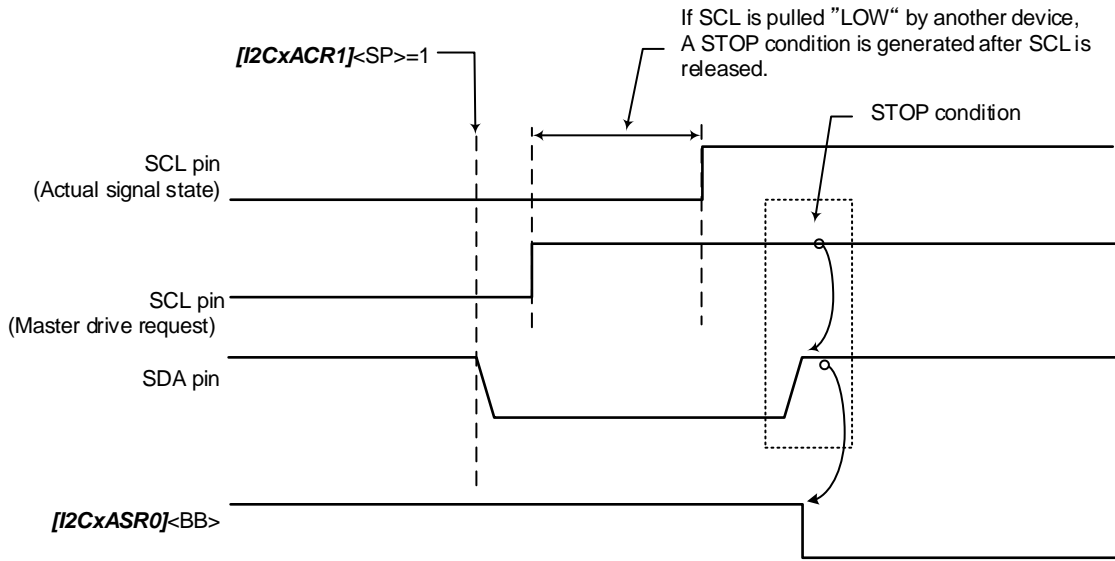 If SCL is pulled ”LOW“ by another device,
A STOP condition is generated after SCL is
released.
[I2CxACR1]<SP>=1
STOP condition
SCL pin
(Actual signal state)
SCL pin
(Master drive request)
SDA pin
[I2CxASR0]<BB>